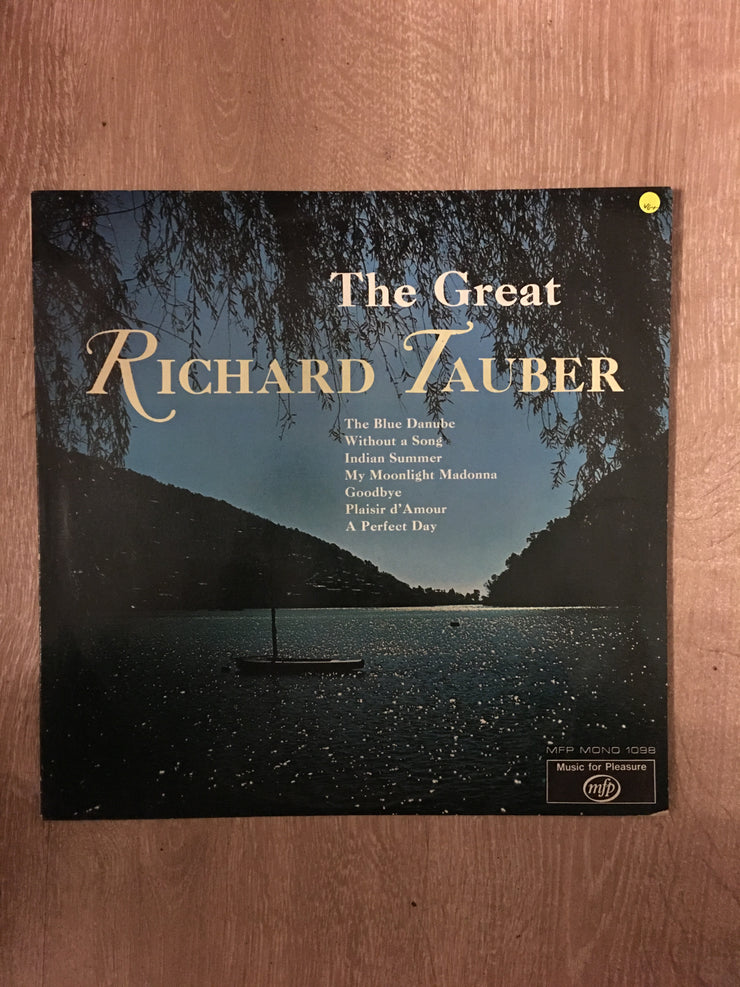 The Great
RICHARD TAUBER
The Blue Danube
Without a Song
Indian Summer
My Moonlight Madonna
Goodbye
Plaisir d'Amour
A Perfect Day
MFP MONO 1098
Music for Pleasure
mfp